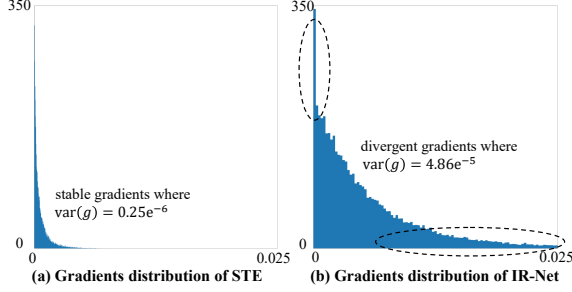 350
stable gradients where
var(g) = 0.25e⁻⁶
0
0
0.025
(a) Gradients distribution of STE
350
divergent gradients where
var(g) = 4.86e⁻⁵
0
0
0.025
(b) Gradients distribution of IR-Net